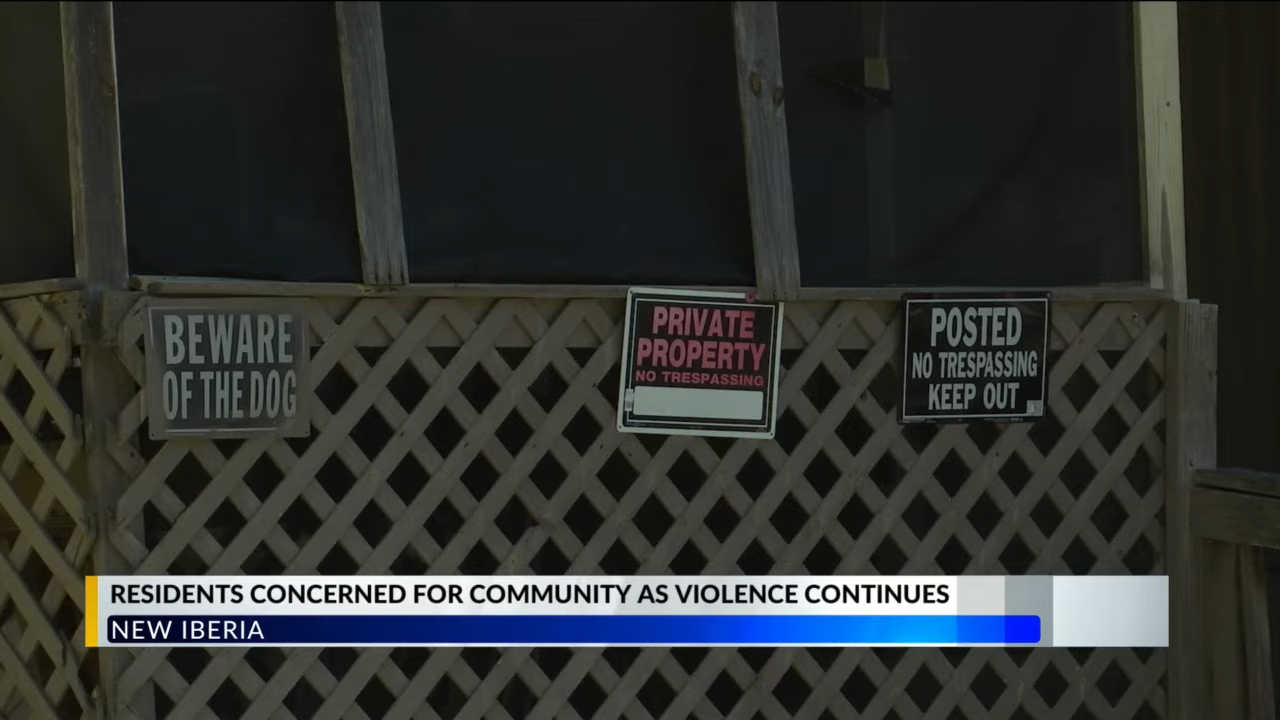 BEWARE
OF THE DOG
PRIVATE
PROPERTY
NO TRESPASSING
POSTED
NO TRESPASSING
KEEP OUT
RESIDENTS CONCERNED FOR COMMUNITY AS VIOLENCE CONTINUES
NEW IBERIA